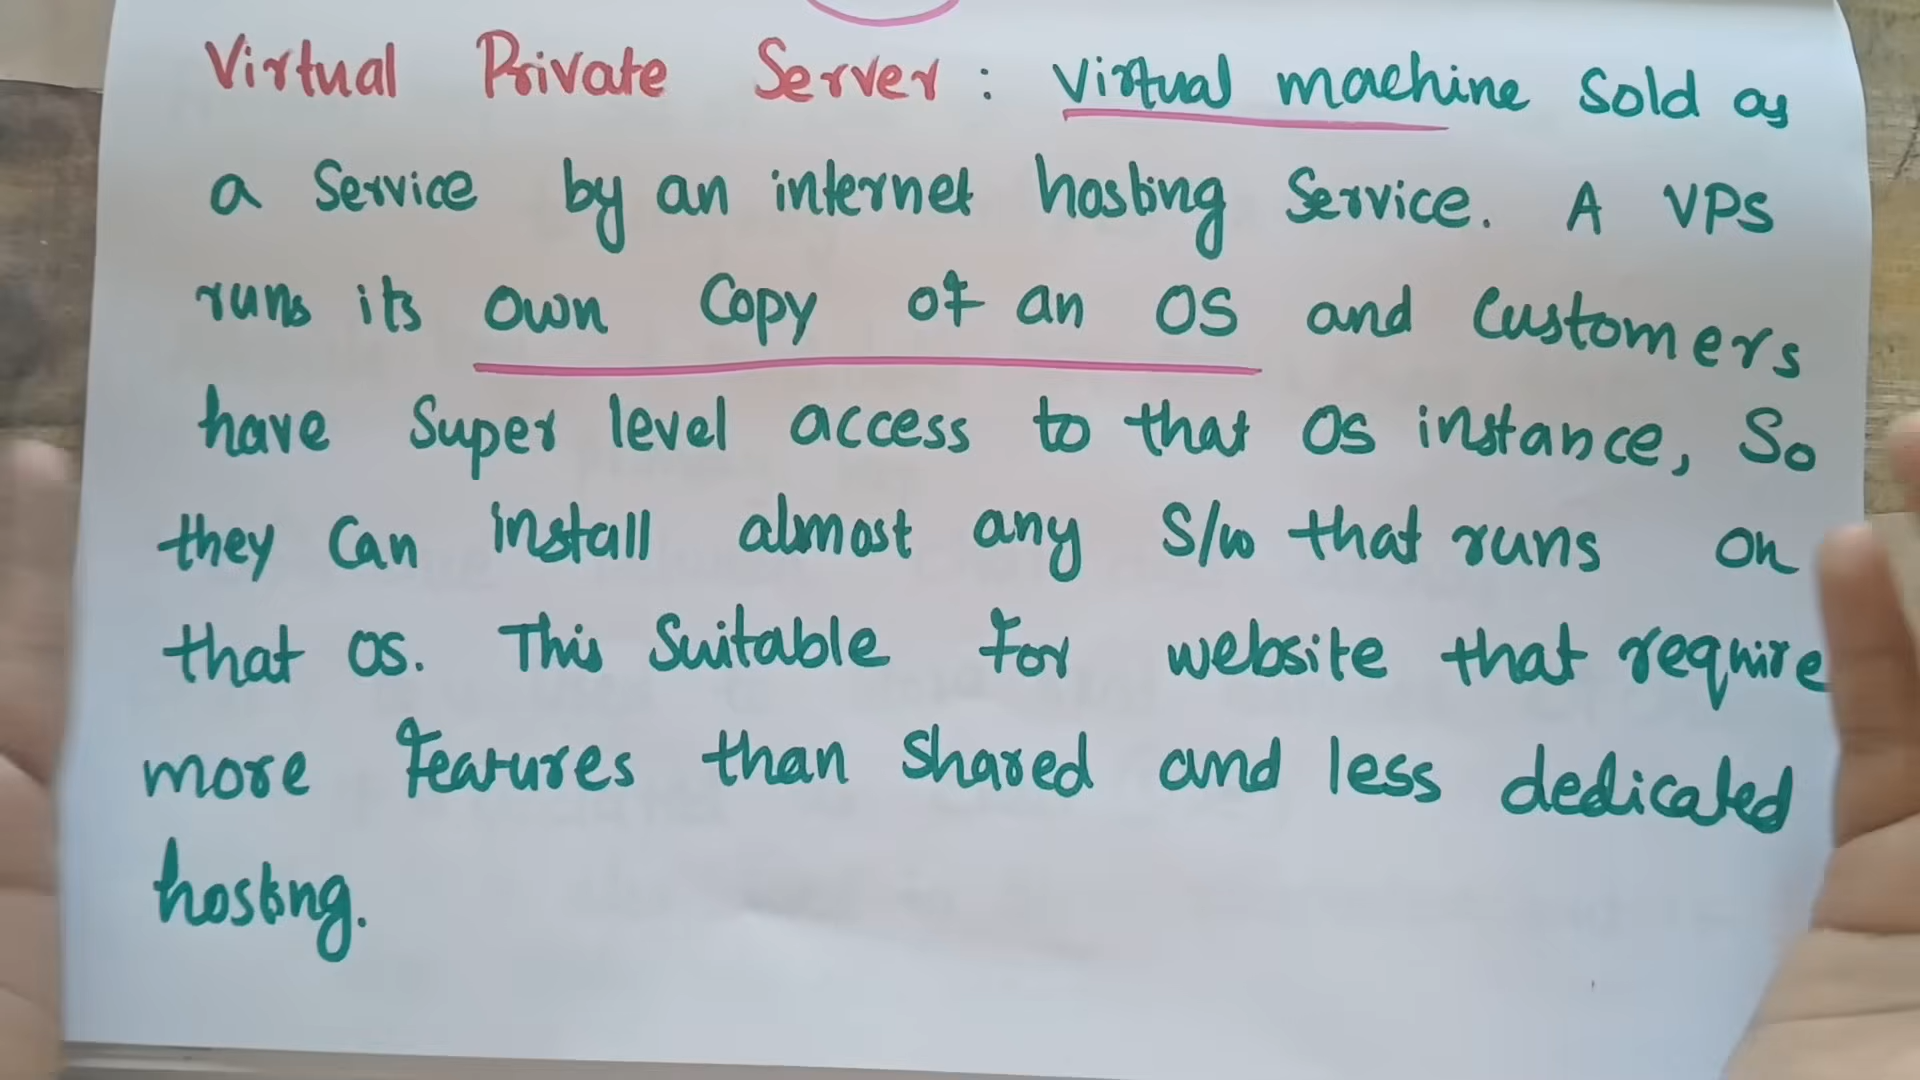 Virtual Private Server : Virtual machine Sold as
a Service by an internet hosting Service. A VPS
runs its own Copy of an OS and Customers
have Super level access to that OS instance, So
they Can install almost any S/w that runs on
that OS. This Suitable for website that require
more features than Shared and less dedicated
hosting.